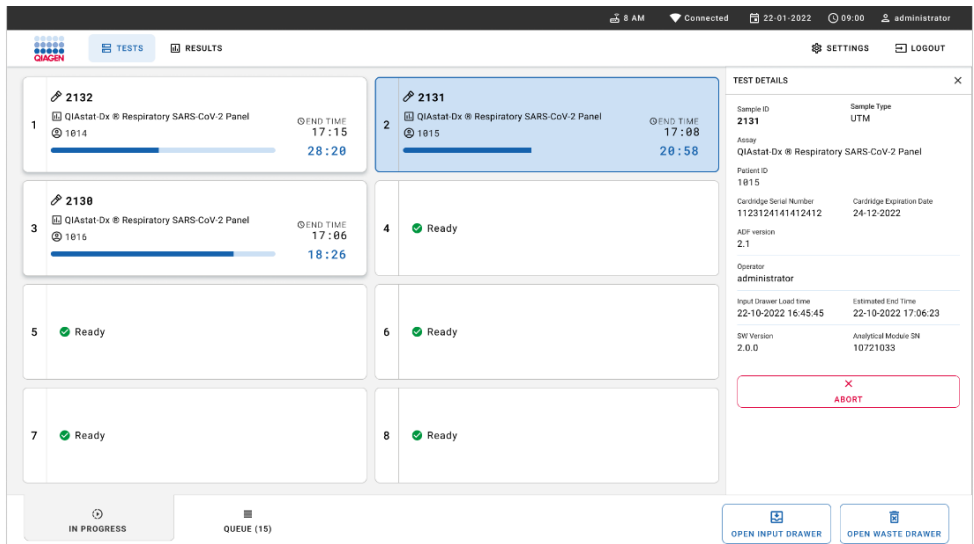 8 AM Connected 22-01-2022 09:00 administrator
QIAGEN TESTS RESULTS SETTINGS LOGOUT
1
2132
QIAstat-Dx ® Respiratory SARS-CoV-2 Panel
1014
END TIME
17:15
28:20
2
2131
QIAstat-Dx ® Respiratory SARS-CoV-2 Panel
1015
END TIME
17:08
20:58
3
2130
QIAstat-Dx ® Respiratory SARS-CoV-2 Panel
1016
END TIME
17:06
18:26
4 Ready
5 Ready
6 Ready
7 Ready
8 Ready
TEST DETAILS
Sample ID Sample Type
2131 UTM
Assay
QIAstat-Dx ® Respiratory SARS-CoV-2 Panel
Patient ID
1015
Cardridge Serial Number Cardridge Expiration Date
1123124141412412 24-12-2022
ADF version
2.1
Operator
administrator
Input Drawer Load time Estimated End Time
22-10-2022 16:45:45 22-10-2022 17:06:23
SW Version Analytical Module SN
2.0.0 10721033
ABORT
IN PROGRESS QUEUE (15) OPEN INPUT DRAWER OPEN WASTE DRAWER